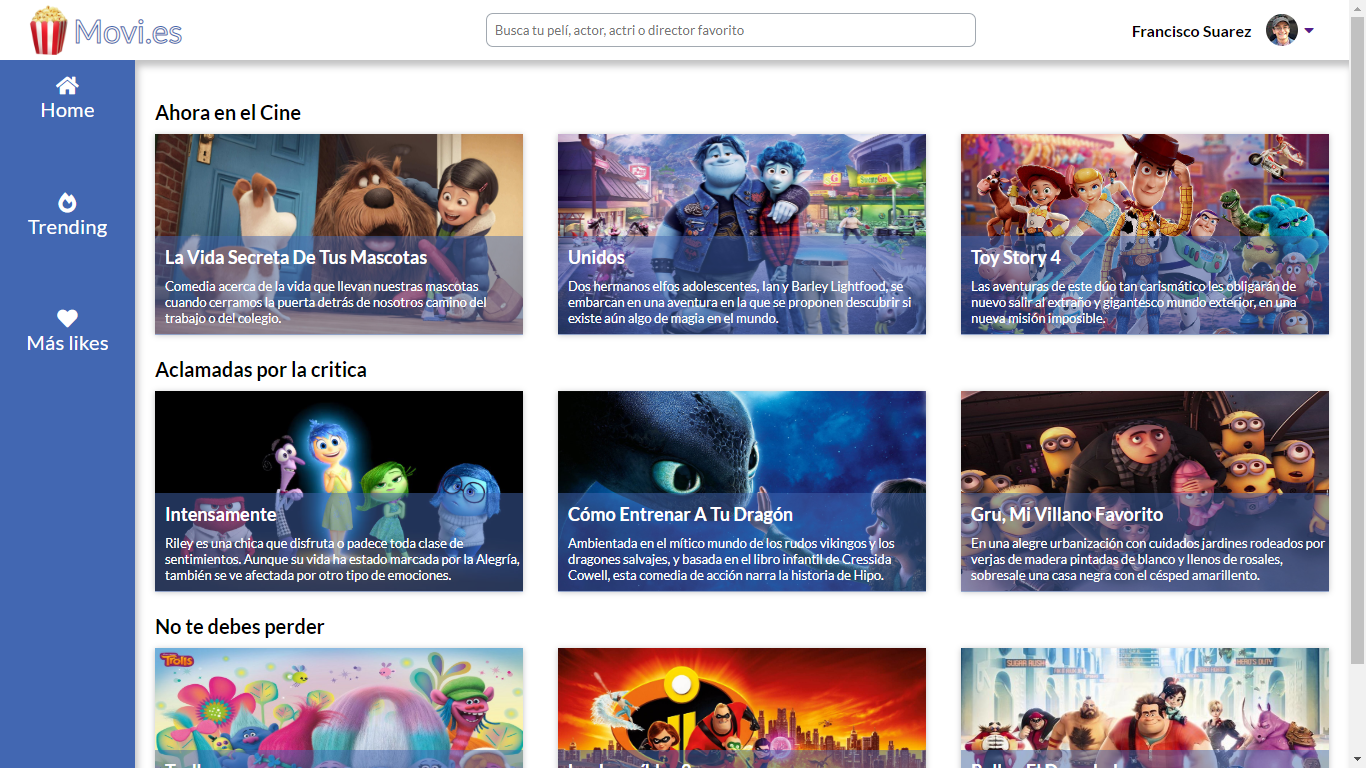 Movi.es
Busca tu pelí, actor, actri o director favorito
Francisco Suarez
Home
Trending
Más likes
Ahora en el Cine
La Vida Secreta De Tus Mascotas
Comedia acerca de la vida que llevan nuestras mascotas
cuando cerramos la puerta detrás de nosotros camino del
trabajo o del colegio.
Unidos
Dos hermanos elfos adolescentes, Ian y Barley Lightfood, se
embarcan en una aventura en la que se proponen descubrir si
existe aún algo de magia en el mundo.
Toy Story 4
Las aventuras de este dúo tan carismático les obligarán de
nuevo salir al extraño y gigantesco mundo exterior, en una
nueva misión imposible.
Aclamadas por la critica
Intensamente
Riley es una chica que disfruta o padece toda clase de
sentimientos. Aunque su vida ha estado marcada por la Alegría,
también se ve afectada por otro tipo de emociones.
Cómo Entrenar A Tu Dragón
Ambientada en el mítico mundo de los rudos vikingos y los
dragones salvajes, y basada en el libro infantil de Cressida
Cowell, esta comedia de acción narra la historia de Hipo.
Gru, Mi Villano Favorito
En una alegre urbanización con cuidados jardines rodeados por
verjas de madera pintadas de blanco y llenos de rosales,
sobresale una casa negra con el césped amarillento.
No te debes perder
Trolls
SUGAR RUSH
HERO'S DUTY